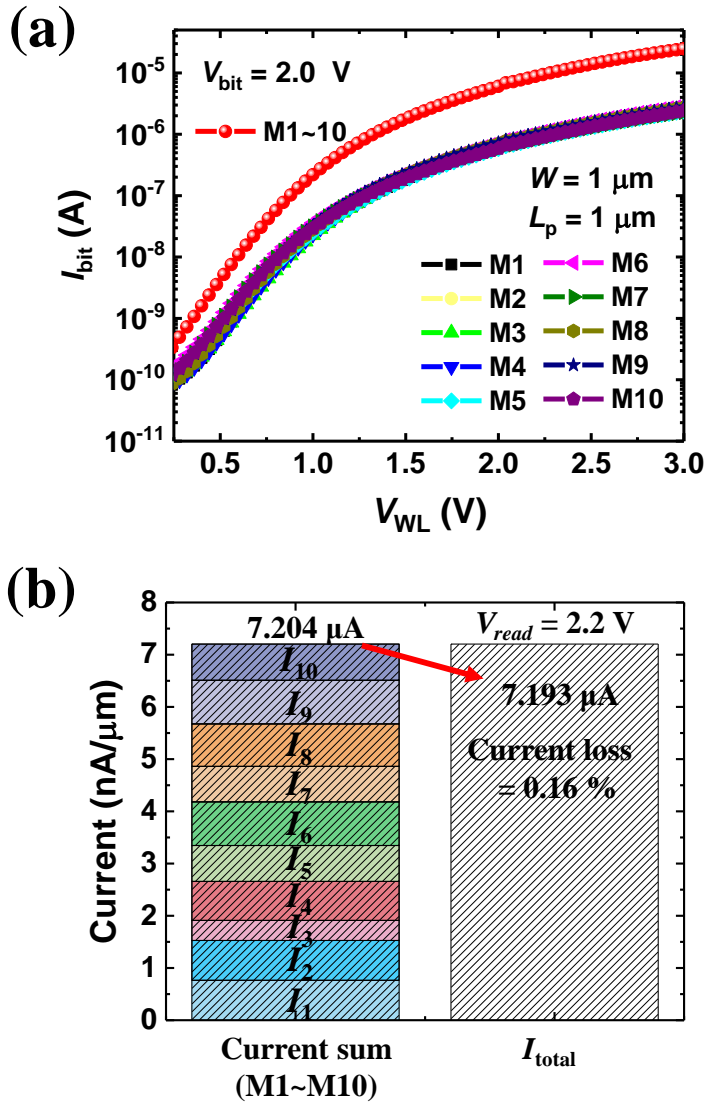 (a)
V_bit = 2.0 V
M1~10
W = 1 μm
L_p = 1 μm
M1 M6
M2 M7
M3 M8
M4 M9
M5 M10
10⁻⁵
10⁻⁶
10⁻⁷
10⁻⁸
10⁻⁹
10⁻¹⁰
10⁻¹¹
I_bit (A)
0.5 1.0 1.5 2.0 2.5 3.0
V_WL (V)
(b)
8
7
6
5
4
3
2
1
0
Current (nA/μm)
7.204 μA
V_read = 2.2 V
I_10
I_9
I_8
I_7
I_6
I_5
I_4
I_3
I_2
I_1
7.193 μA
Current loss
= 0.16 %
Current sum
(M1~M10)
I_total